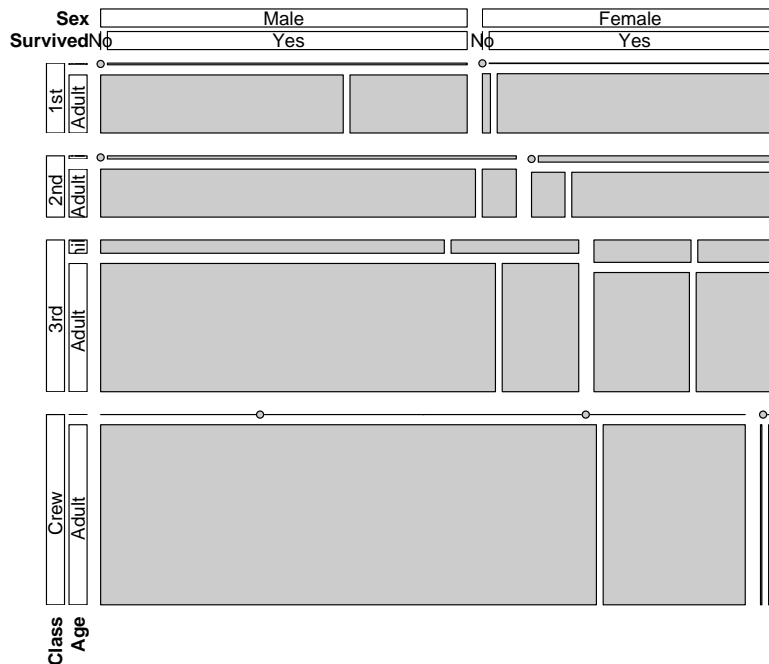 Sex Male Female
Survived No Yes No Yes
1st Adult
2nd Adult
3rd Adult
Crew Adult
Class Age